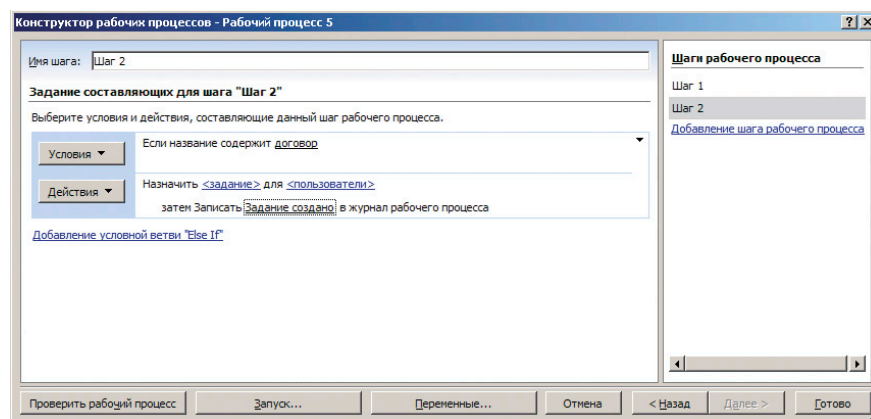 Конструктор рабочих процессов - Рабочий процесс 5
Имя шага: Шаг 2
Задание составляющих для шага "Шаг 2"
Выберите условия и действия, составляющие данный шаг рабочего процесса.
Условия
Если название содержит договор
Действия
Назначить <задание> для <пользователи>
затем Записать Задание создано в журнал рабочего процесса
Добавление условной ветви "Else If"
Шаги рабочего процесса
Шаг 1
Шаг 2
Добавление шага рабочего процесса
Проверить рабочий процесс Запуск... Переменные... Отмена < Назад Далее > Готово